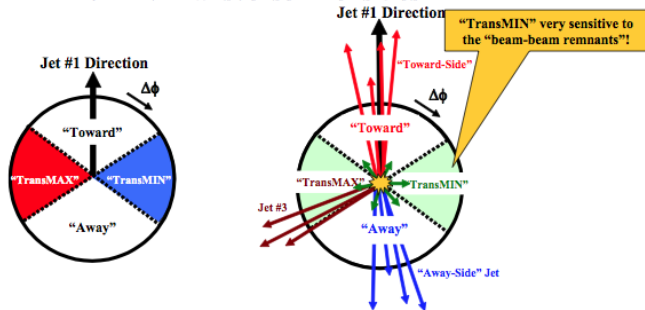 Jet #1 Direction
Δϕ
“Toward”
“TransMAX”
“TransMIN”
“Away”
Jet #1 Direction
“TransMIN” very sensitive to
the “beam-beam remnants”!
“Toward-Side”
Δϕ
“Toward”
“TransMAX”
“TransMIN”
Jet #3
“Away”
“Away-Side” Jet